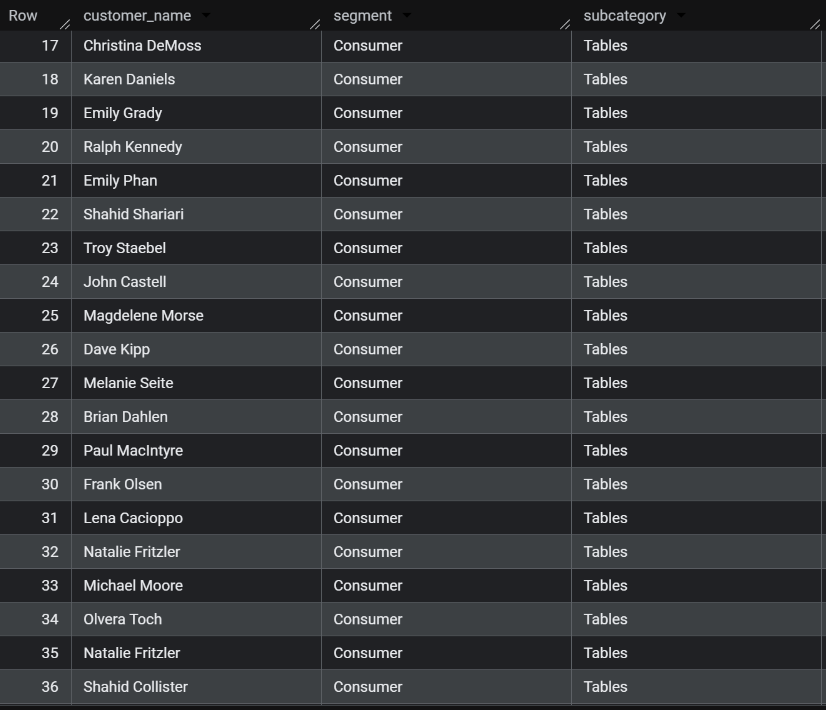 Row customer_name segment subcategory
17 Christina DeMoss Consumer Tables
18 Karen Daniels Consumer Tables
19 Emily Grady Consumer Tables
20 Ralph Kennedy Consumer Tables
21 Emily Phan Consumer Tables
22 Shahid Shariari Consumer Tables
23 Troy Staebel Consumer Tables
24 John Castell Consumer Tables
25 Magdelene Morse Consumer Tables
26 Dave Kipp Consumer Tables
27 Melanie Seite Consumer Tables
28 Brian Dahlen Consumer Tables
29 Paul MacIntyre Consumer Tables
30 Frank Olsen Consumer Tables
31 Lena Cacioppo Consumer Tables
32 Natalie Fritzler Consumer Tables
33 Michael Moore Consumer Tables
34 Olvera Toch Consumer Tables
35 Natalie Fritzler Consumer Tables
36 Shahid Collister Consumer Tables